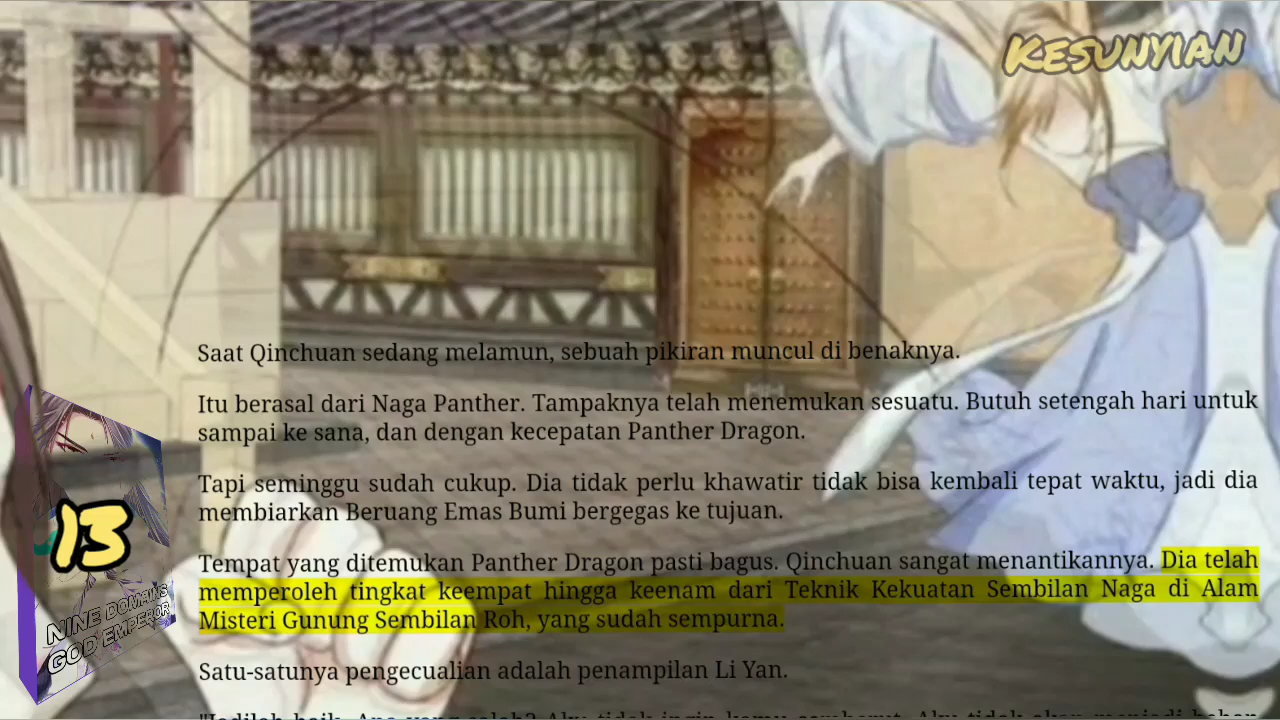 KESUNYIAN
Saat Qinchuan sedang melamun, sebuah pikiran muncul di benaknya.
Itu berasal dari Naga Panther. Tampaknya telah menemukan sesuatu. Butuh setengah hari untuk
sampai ke sana, dan dengan kecepatan Panther Dragon.
Tapi seminggu sudah cukup. Dia tidak perlu khawatir tidak bisa kembali tepat waktu, jadi dia
membiarkan Beruang Emas Bumi bergegas ke tujuan.
Tempat yang ditemukan Panther Dragon pasti bagus. Qinchuan sangat menantikannya. Dia telah
memperoleh tingkat keempat hingga keenam dari Teknik Kekuatan Sembilan Naga di Alam
Misteri Gunung Sembilan Roh, yang sudah sempurna.
Satu-satunya pengecualian adalah penampilan Li Yan.
13
NINE DOMAINS
GOD EMPEROR